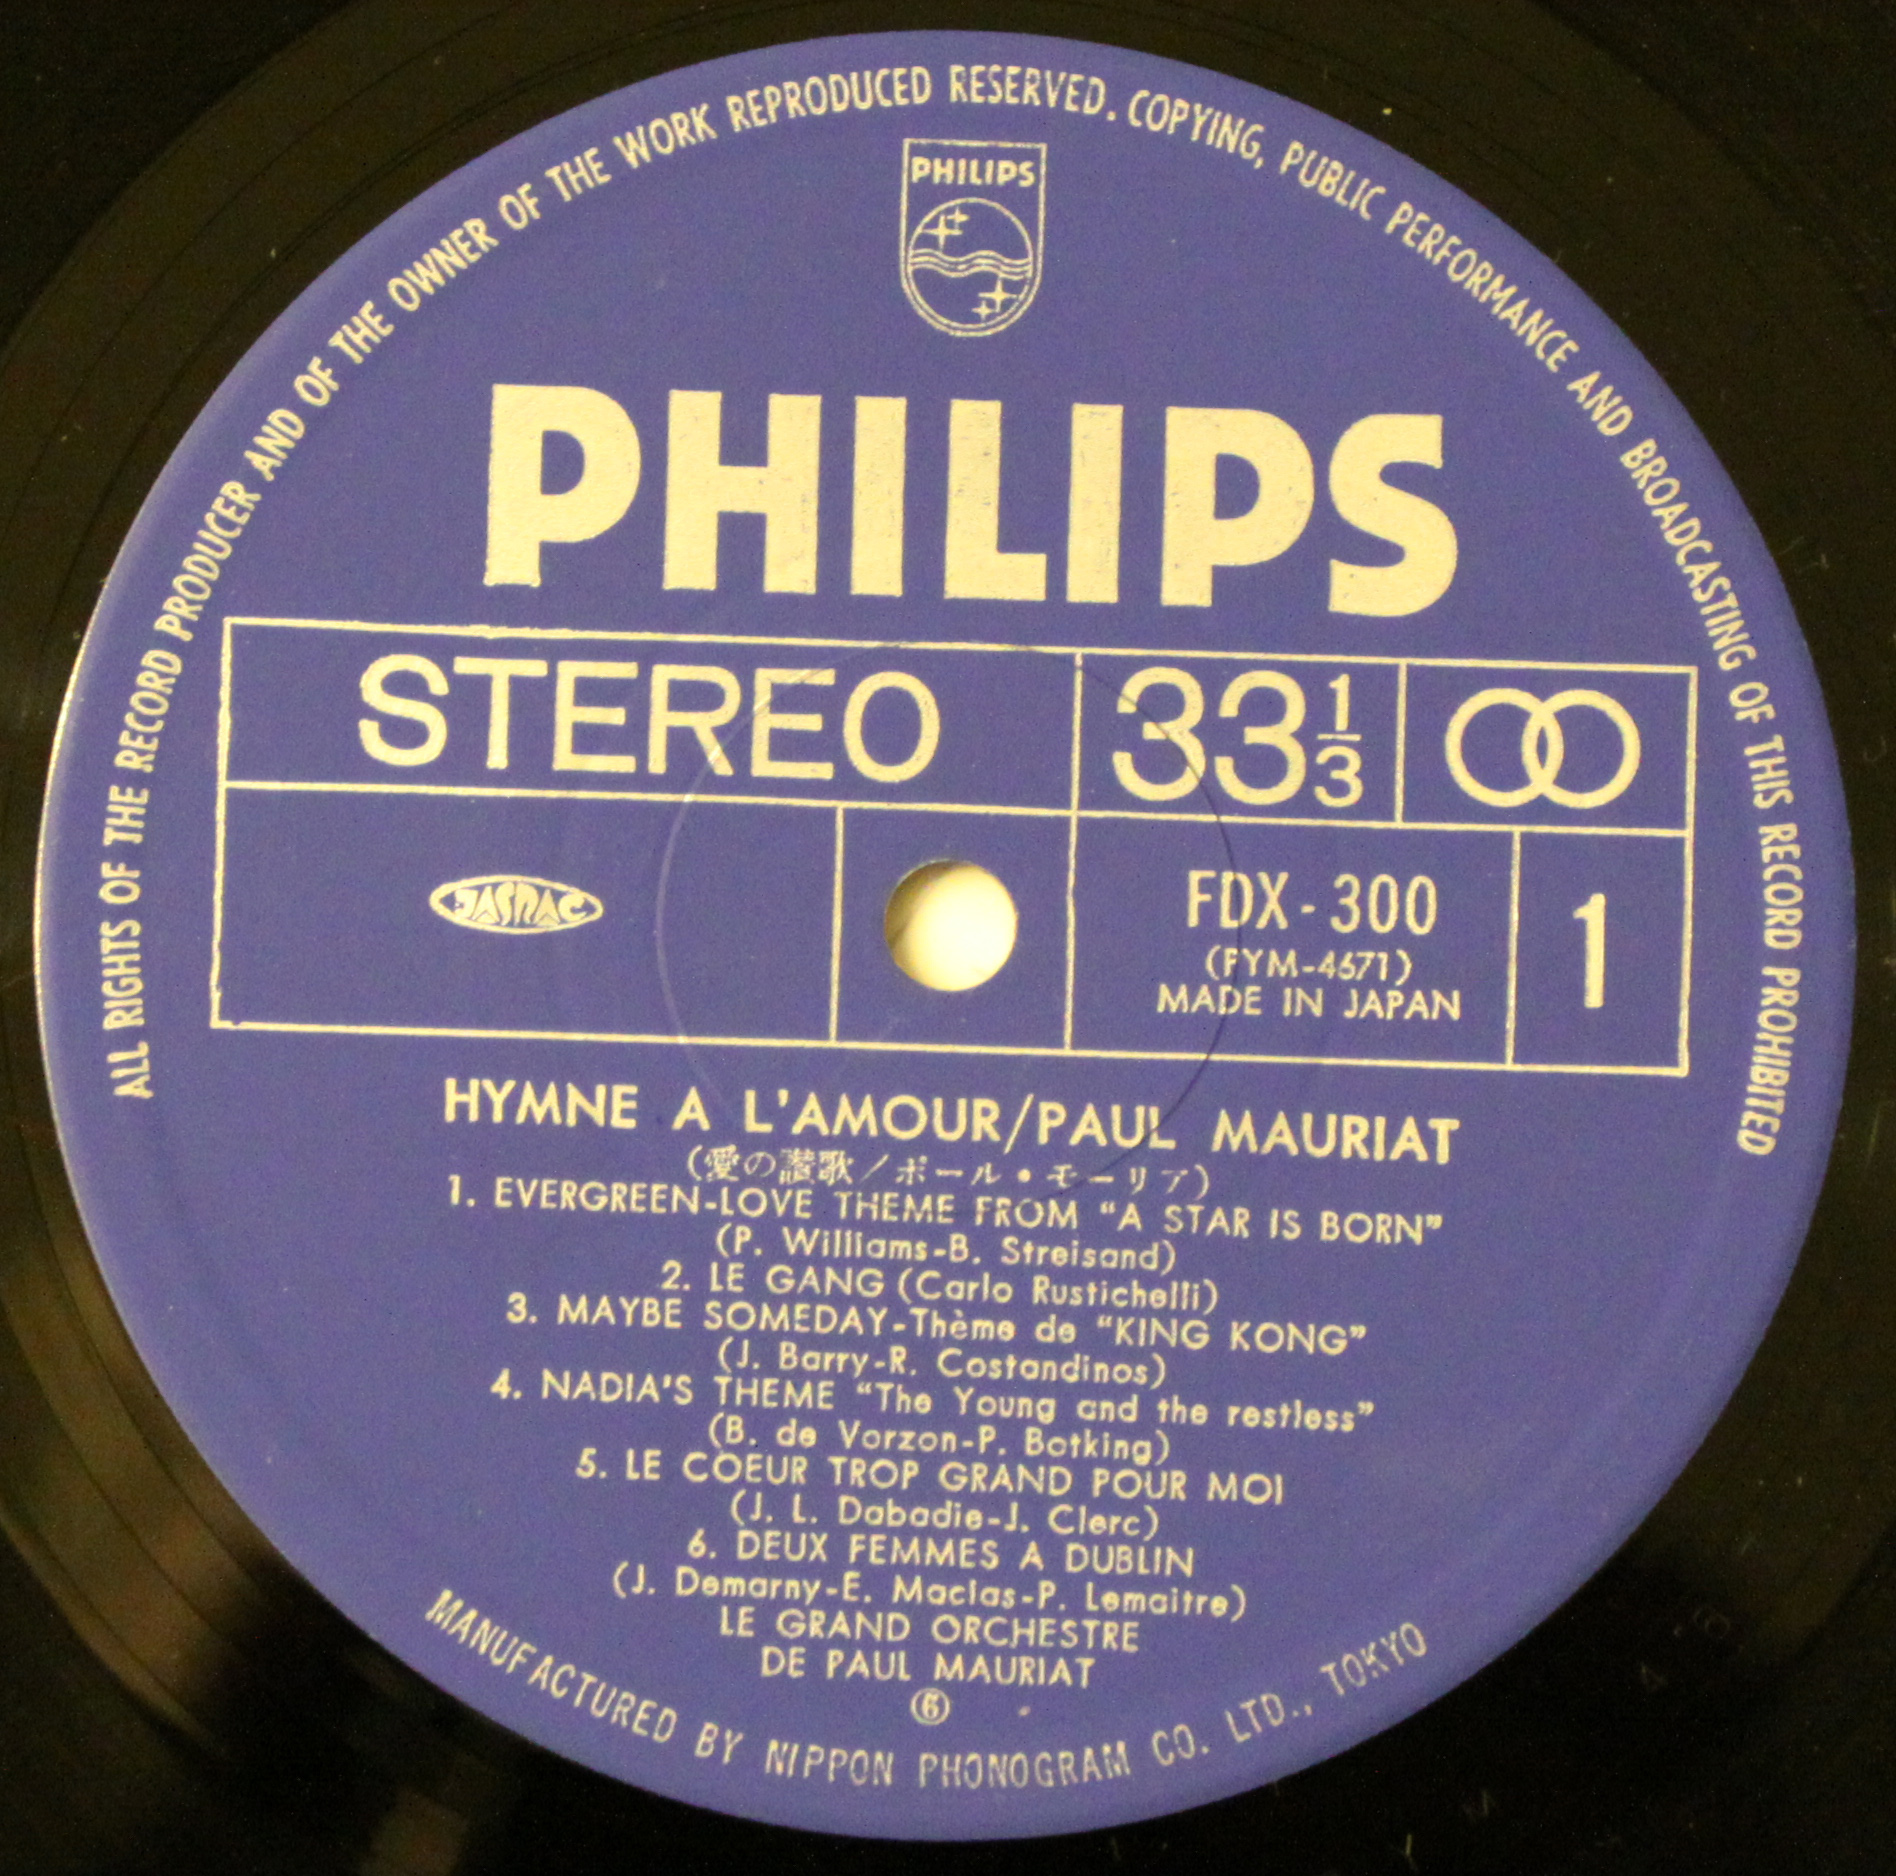 ALL RIGHTS OF THE RECORD PRODUCER AND OF THE OWNER OF THE WORK REPRODUCED RESERVED. COPYING, PUBLIC PERFORMANCE AND BROADCASTING OF THIS RECORD PROHIBITED
PHILIPS
PHILIPS
STEREO
33 1/3
JASRAC
FDX-300
(FYM-4671)
MADE IN JAPAN
1
HYMNE A L'AMOUR/PAUL MAURIAT
(愛の讃歌/ポール・モーリア)
1. EVERGREEN-LOVE THEME FROM "A STAR IS BORN"
(P. Williams-B. Streisand)
2. LE GANG (Carlo Rustichelli)
3. MAYBE SOMEDAY-Thème de "KING KONG"
(J. Barry-R. Costandinos)
4. NADIA'S THEME "The Young and the restless"
(B. de Vorzon-P. Botking)
5. LE COEUR TROP GRAND POUR MOI
(J. L. Dabadie-J. Clerc)
6. DEUX FEMMES A DUBLIN
(J. Demarny-E. Macias-P. Lemaitre)
LE GRAND ORCHESTRE
DE PAUL MAURIAT
⑥
MANUFACTURED BY NIPPON PHONOGRAM CO. LTD., TOKYO